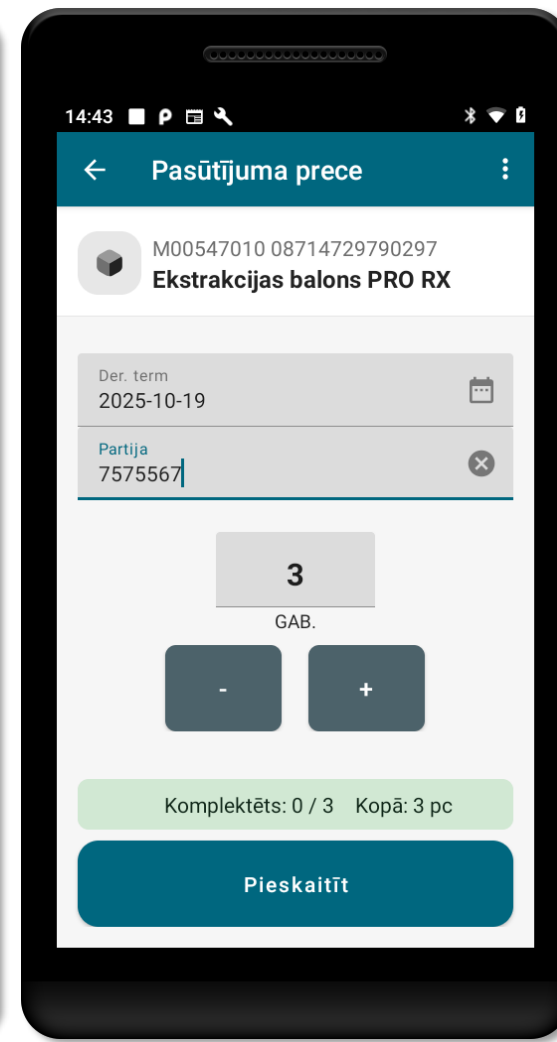 14:43
Pasūtījuma prece
M00547010 08714729790297
Ekstrakcijas balons PRO RX
Der. term
2025-10-19
Partija
7575567
3
GAB.
- +
Komplektēts: 0 / 3 Kopā: 3 pc
Pieskaitīt